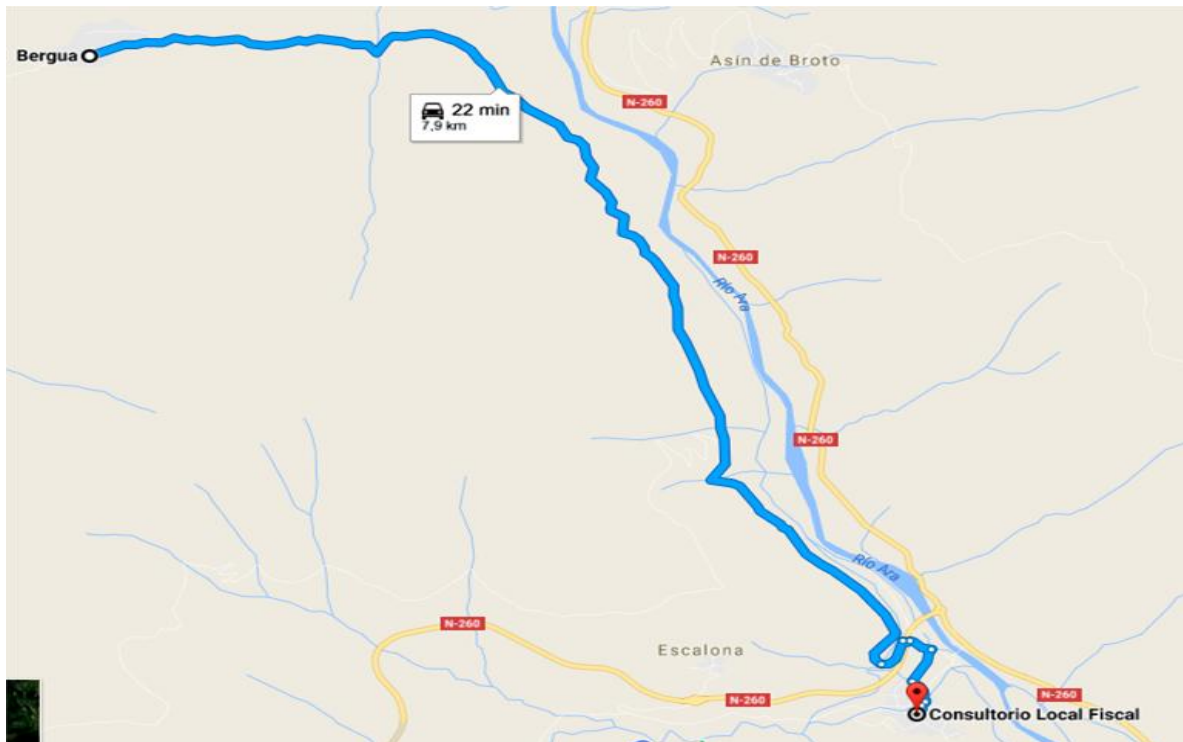 Bergua
Asín de Broto
N-260
22 min
7,9 km
N-260
Río Ara
N-260
Río Ara
N-260
Escalona
N-260
N-260
Consultorio Local Fiscal